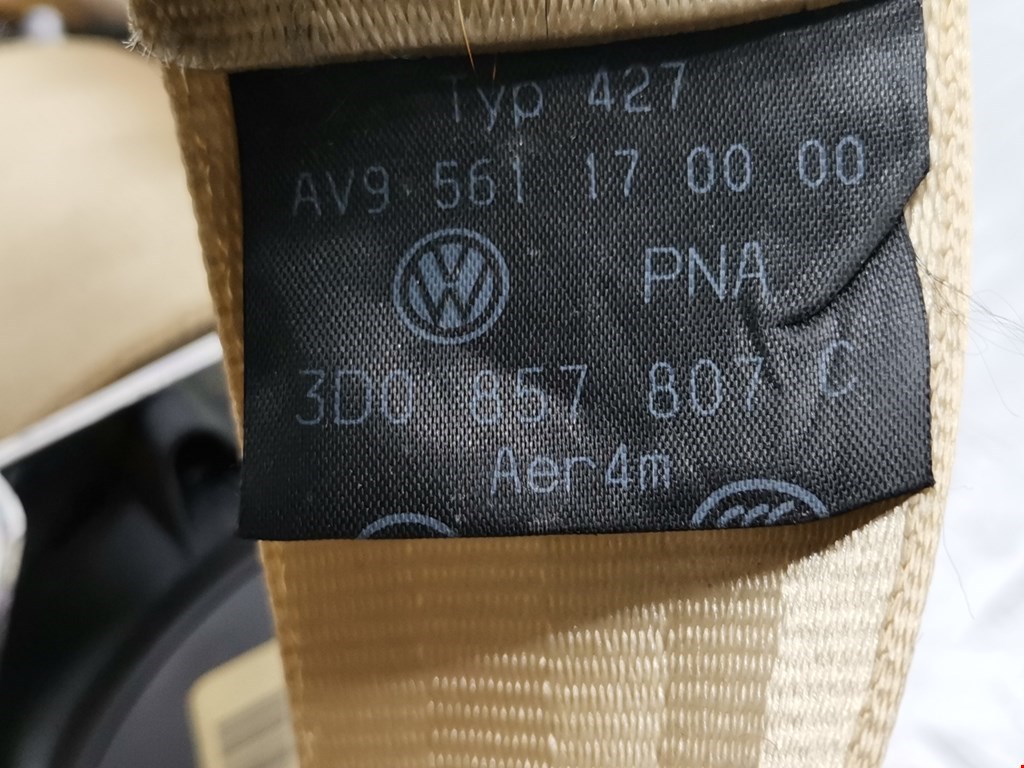 Typ 427
AV9 561 17 00 00
PNA
3D0 857 807 C
Aer4m